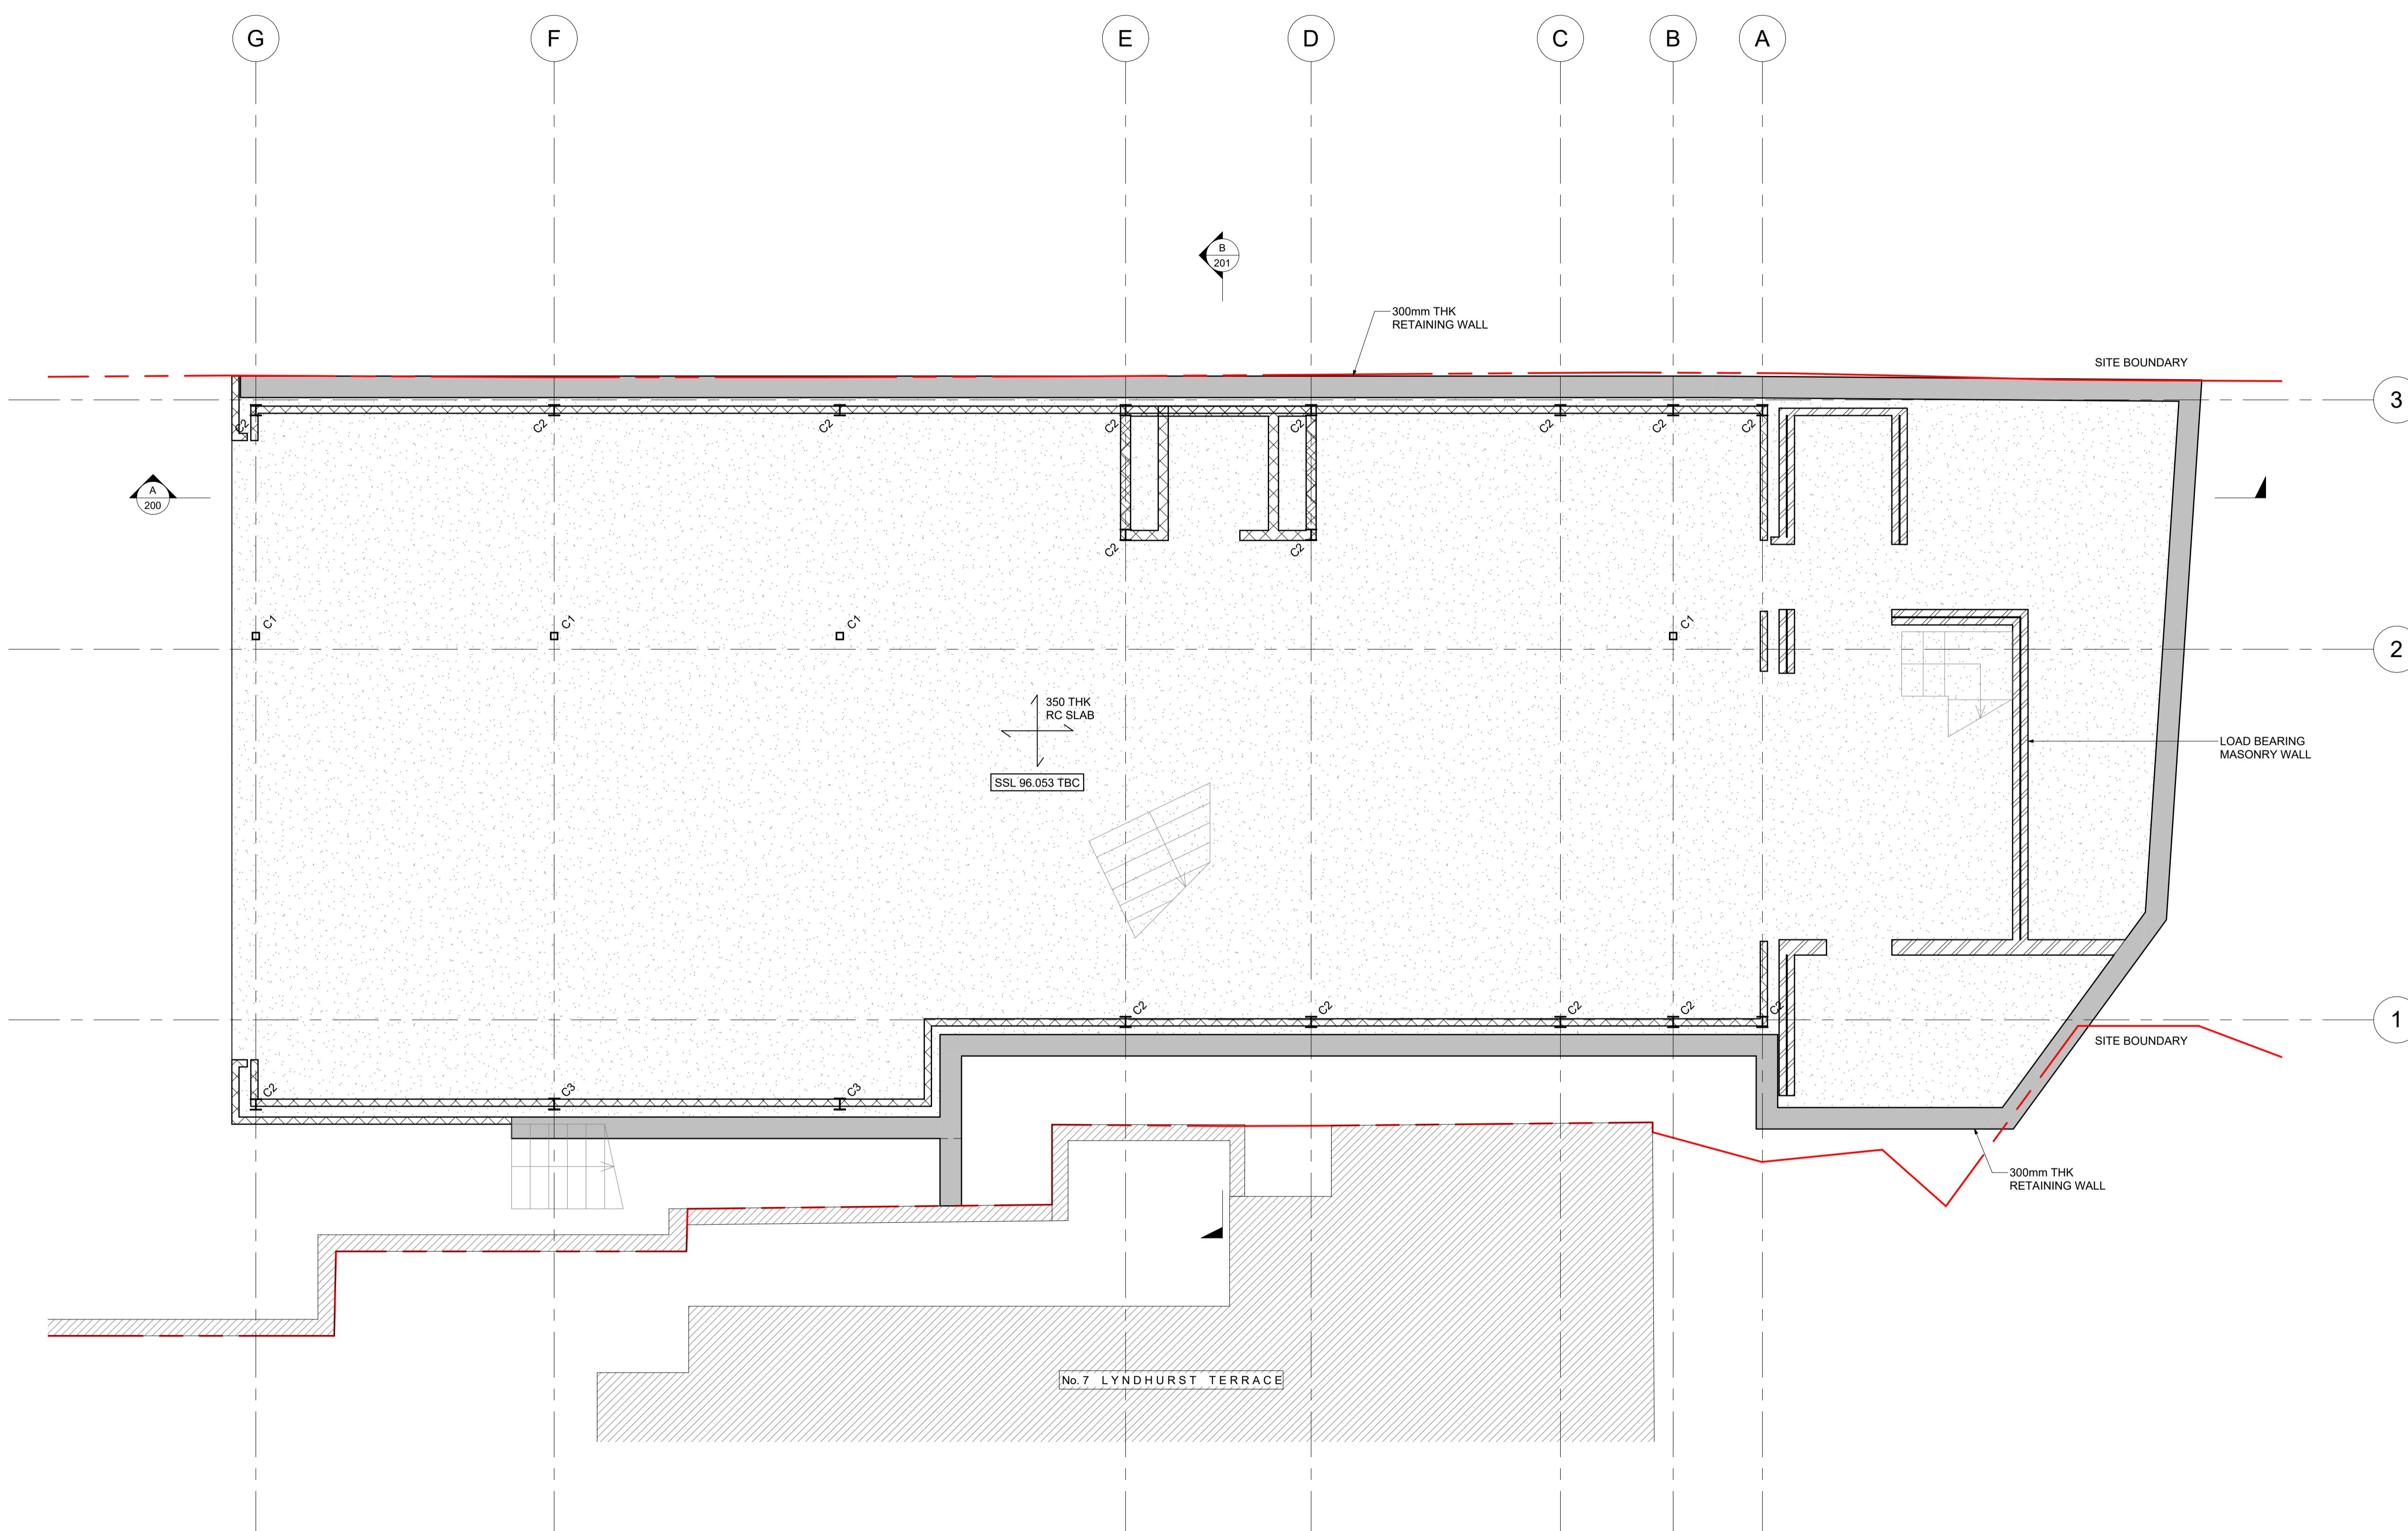 G F E D C B A
B
201
300mm THK
RETAINING WALL
SITE BOUNDARY
3
C2 C2 C2 C2 C2 C2 C2 C2
A
200
C2 C2
C1 C1 C1 C1
2
350 THK
RC SLAB
SSL 96.053 TBC
LOAD BEARING
MASONRY WALL
C2 C2 C2 C2 C2
1
SITE BOUNDARY
C2 C3 C3
300mm THK
RETAINING WALL
No. 7 LYNDHURST TERRACE